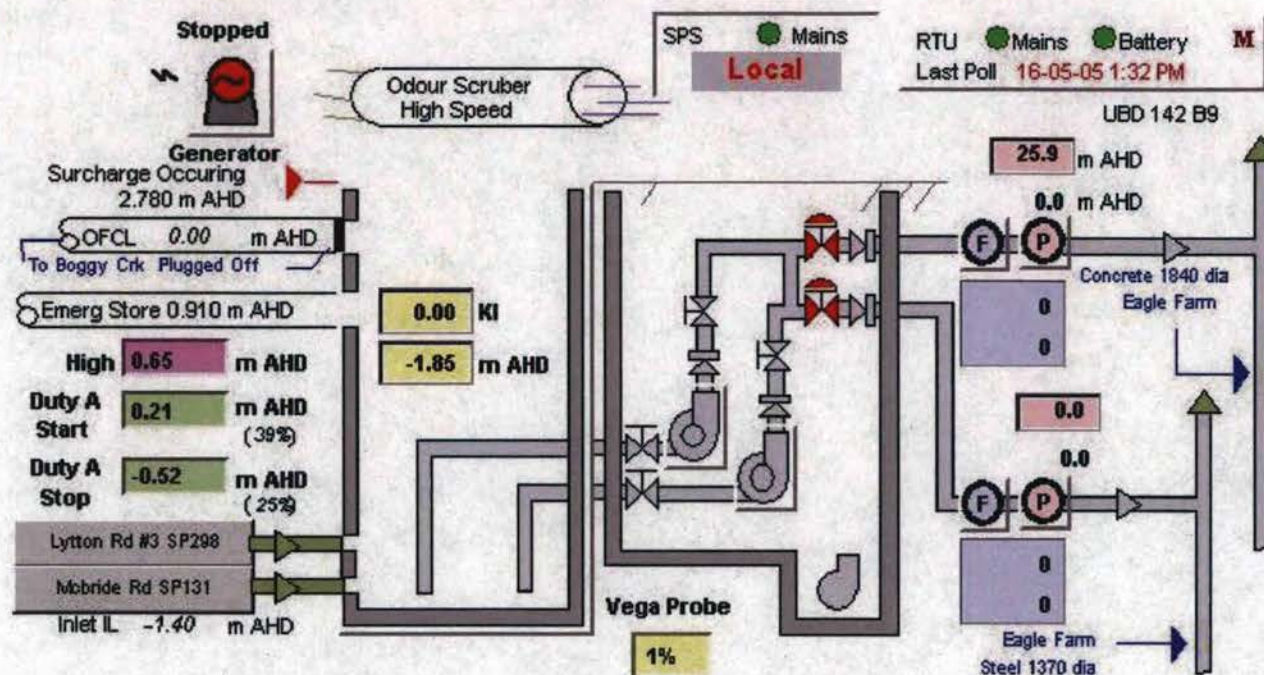 Stopped
Generator
Surcharge Occuring
2.780 m AHD
OFCL 0.00 m AHD
To Boggy Crk Plugged Off
Emerg Store 0.910 m AHD
High 0.65 m AHD
Duty A
Start
0.21 m AHD
(39%)
Duty A
Stop
-0.52 m AHD
(25%)
Lytton Rd #3 SP298
Mcbride Rd SP131
Inlet IL -1.40 m AHD
Odour Scruber
High Speed
0.00 Kl
-1.85 m AHD
SPS Mains
Local
Vega Probe
1%
RTU Mains Battery M
Last Poll 16-05-05 1:32 PM
UBD 142 B9
25.9 m AHD
0.0 m AHD
F P
0
0
Concrete 1840 dia
Eagle Farm
0.0
0.0
F P
0
0
Eagle Farm
Steel 1370 dia